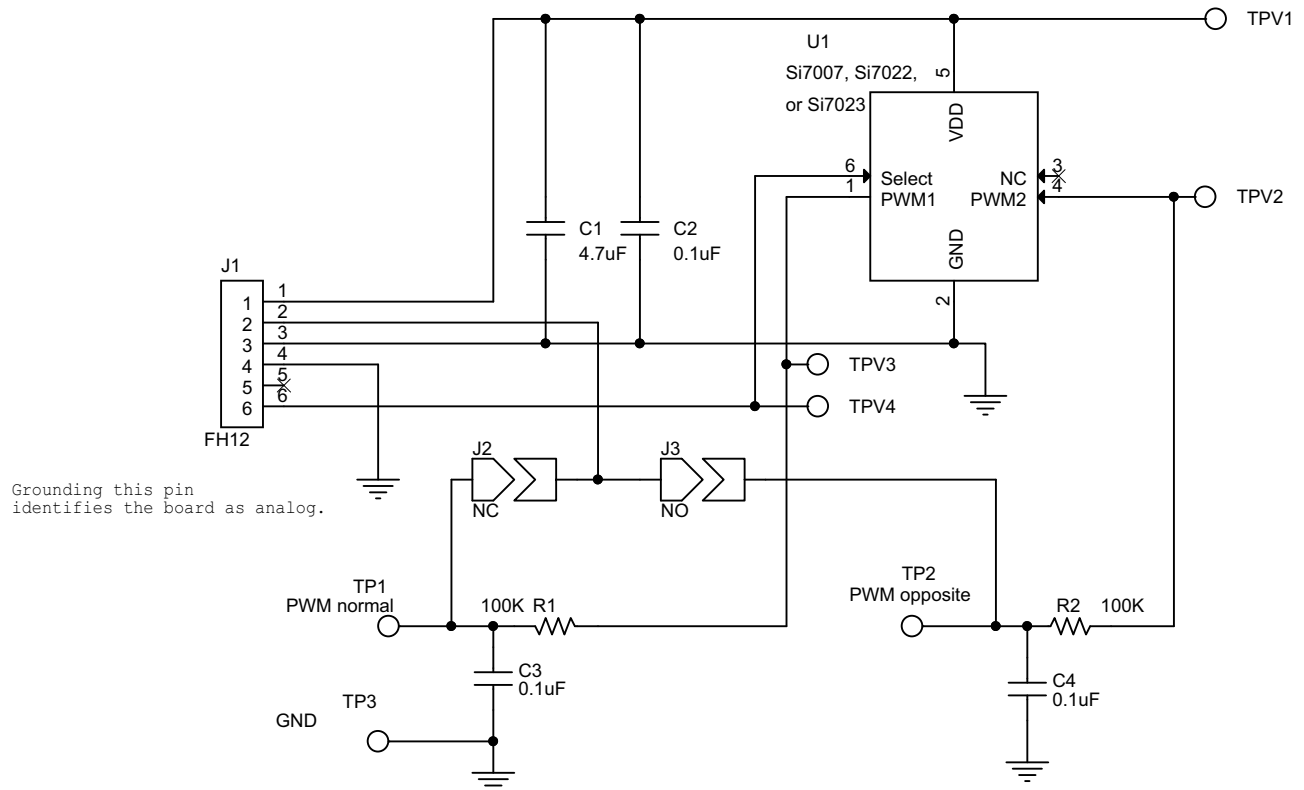 TPV1
U1
Si7007, Si7022,
or Si7023
5
VDD
6
Select
NC
3
1
PWM1
PWM2
4
TPV2
GND
2
C1
4.7uF
C2
0.1uF
J1
1
1
2
2
3
3
4
4
5
5
6
6
FH12
TPV3
TPV4
Grounding this pin
identifies the board as analog.
J2
NC
J3
NO
TP1
PWM normal
100K R1
C3
0.1uF
TP3
GND
TP2
PWM opposite
R2 100K
C4
0.1uF